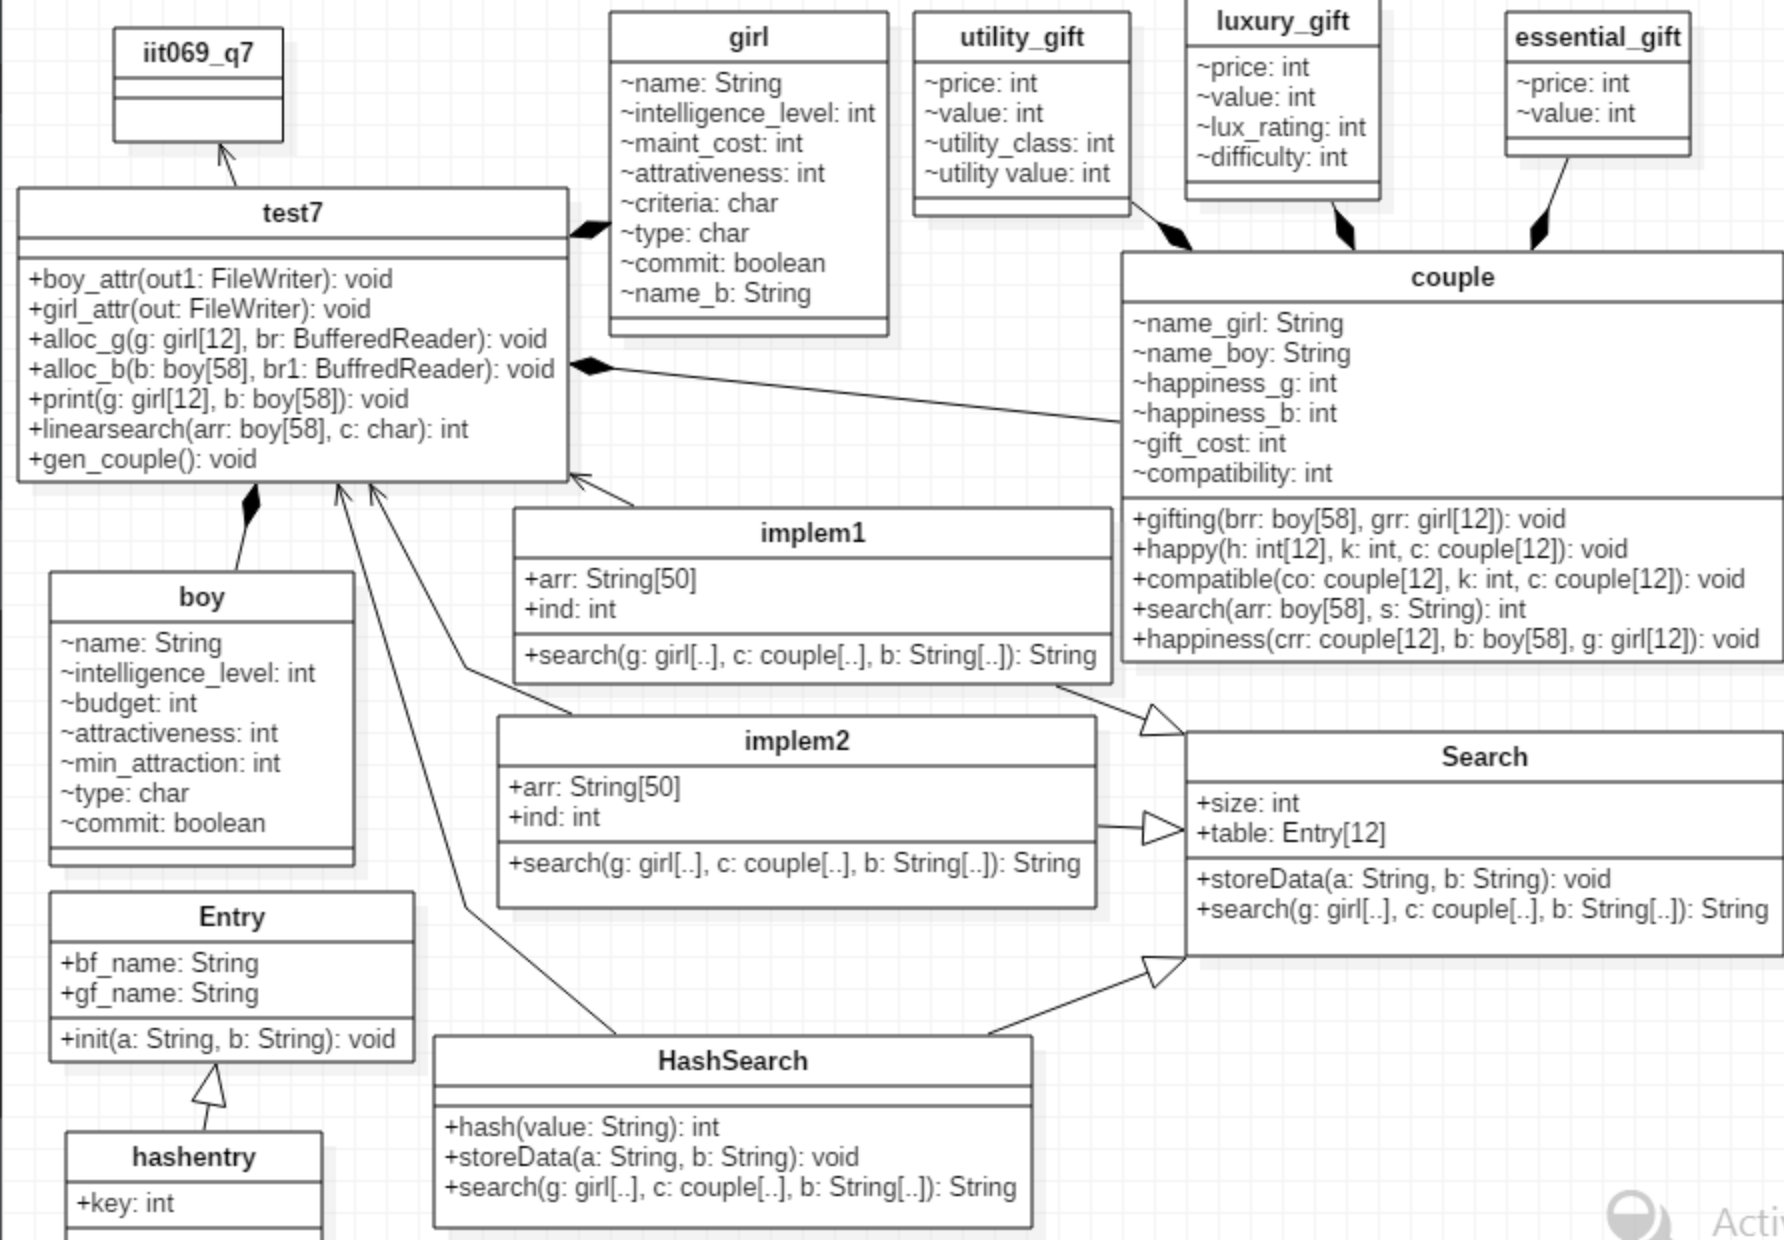 iit069_q7
test7
+boy_attr(out1: FileWriter): void
+girl_attr(out: FileWriter): void
+alloc_g(g: girl[12], br: BufferedReader): void
+alloc_b(b: boy[58], br1: BuffredReader): void
+print(g: girl[12], b: boy[58]): void
+linearsearch(arr: boy[58], c: char): int
+gen_couple(): void
girl
~name: String
~intelligence_level: int
~maint_cost: int
~attrativeness: int
~criteria: char
~type: char
~commit: boolean
~name_b: String
utility_gift
~price: int
~value: int
~utility_class: int
~utility value: int
luxury_gift
~price: int
~value: int
~lux_rating: int
~difficulty: int
essential_gift
~price: int
~value: int
couple
~name_girl: String
~name_boy: String
~happiness_g: int
~happiness_b: int
~gift_cost: int
~compatibility: int
+gifting(brr: boy[58], grr: girl[12]): void
+happy(h: int[12], k: int, c: couple[12]): void
+compatible(co: couple[12], k: int, c: couple[12]): void
+search(arr: boy[58], s: String): int
+happiness(crr: couple[12], b: boy[58], g: girl[12]): void
implem1
+arr: String[50]
+ind: int
+search(g: girl[..], c: couple[..], b: String[..]): String
boy
~name: String
~intelligence_level: int
~budget: int
~attractiveness: int
~min_attraction: int
~type: char
~commit: boolean
implem2
+arr: String[50]
+ind: int
+search(g: girl[..], c: couple[..], b: String[..]): String
Search
+size: int
+table: Entry[12]
+storeData(a: String, b: String): void
+search(g: girl[..], c: couple[..], b: String[..]): String
Entry
+bf_name: String
+gf_name: String
+init(a: String, b: String): void
HashSearch
+hash(value: String): int
+storeData(a: String, b: String): void
+search(g: girl[..], c: couple[..], b: String[..]): String
hashentry
+key: int